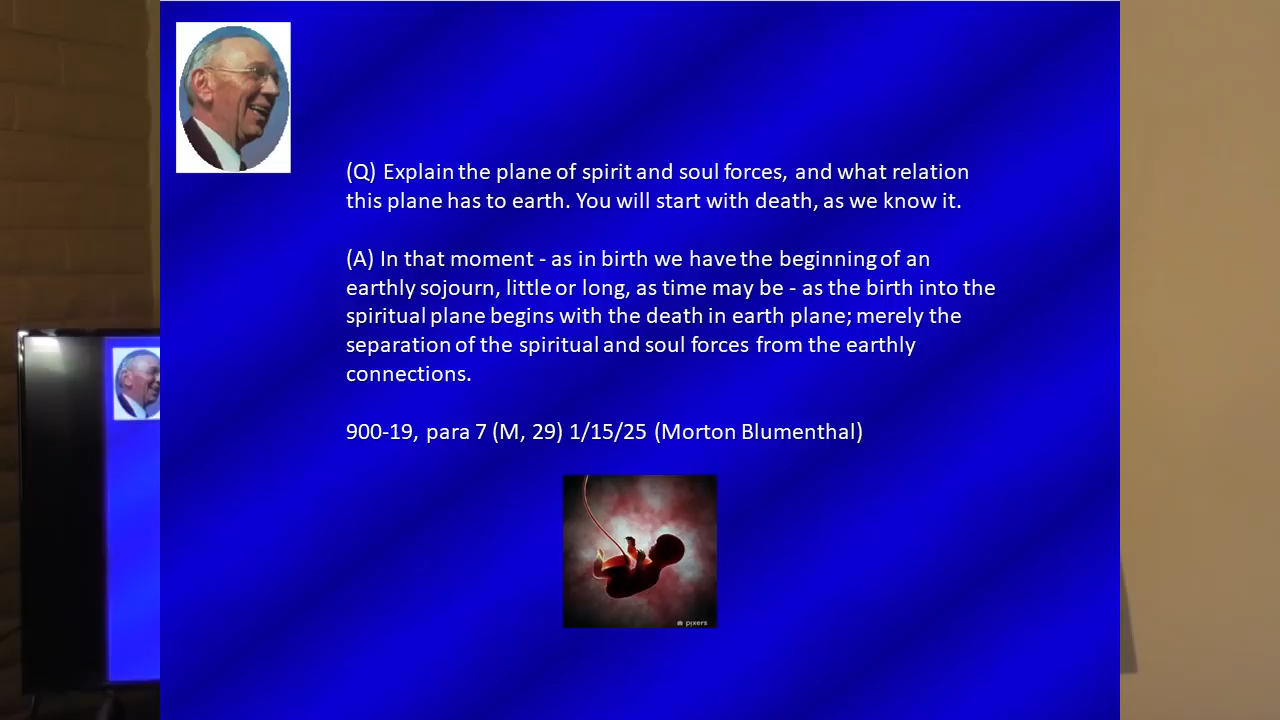 (Q) Explain the plane of spirit and soul forces, and what relation
this plane has to earth. You will start with death, as we know it.
(A) In that moment - as in birth we have the beginning of an
earthly sojourn, little or long, as time may be - as the birth into the
spiritual plane begins with the death in earth plane; merely the
separation of the spiritual and soul forces from the earthly
connections.
900-19, para 7 (M, 29) 1/15/25 (Morton Blumenthal)
pixers